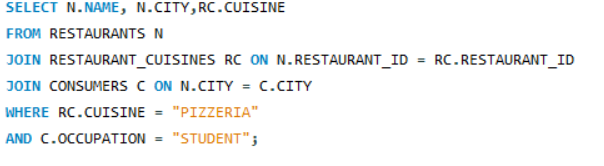 SELECT N.NAME, N.CITY,RC.CUISINE
FROM RESTAURANTS N
JOIN RESTAURANT_CUISINES RC ON N.RESTAURANT_ID = RC.RESTAURANT_ID
JOIN CONSUMERS C ON N.CITY = C.CITY
WHERE RC.CUISINE = "PIZZERIA"
AND C.OCCUPATION = "STUDENT";